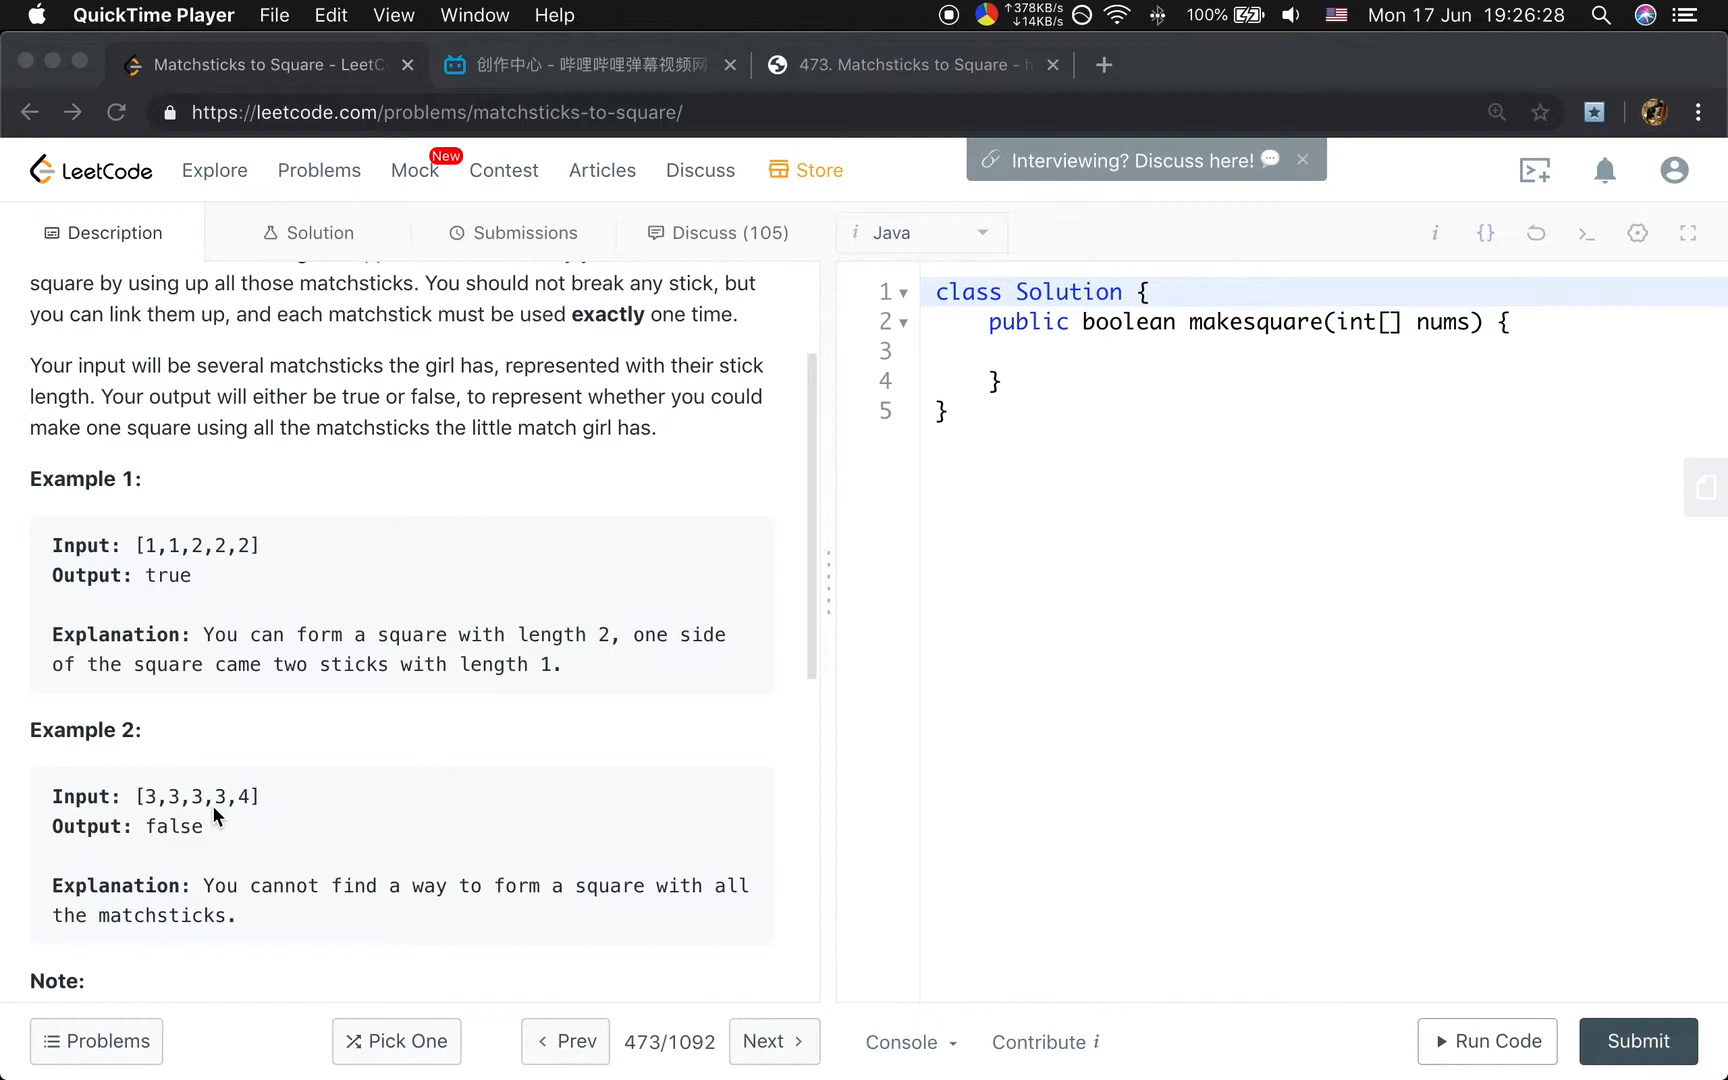 QuickTime Player File Edit View Window Help ↑378KB/s ↓14KB/s 100% Mon 17 Jun 19:26:28
Matchsticks to Square - LeetC 创作中心 - 哔哩哔哩弹幕视频网 473. Matchsticks to Square - h
https://leetcode.com/problems/matchsticks-to-square/
LeetCode Explore Problems Mock New Contest Articles Discuss Store Interviewing? Discuss here!
Description Solution Submissions Discuss (105) i Java
square by using up all those matchsticks. You should not break any stick, but
you can link them up, and each matchstick must be used exactly one time.
Your input will be several matchsticks the girl has, represented with their stick
length. Your output will either be true or false, to represent whether you could
make one square using all the matchsticks the little match girl has.
Example 1:
Input: [1,1,2,2,2]
Output: true
Explanation: You can form a square with length 2, one side
of the square came two sticks with length 1.
Example 2:
Input: [3,3,3,3,4]
Output: false
Explanation: You cannot find a way to form a square with all
the matchsticks.
Note:
1 class Solution {
2 public boolean makesquare(int[] nums) {
3
4 }
5 }
Problems Pick One Prev 473/1092 Next Console Contribute i Run Code Submit